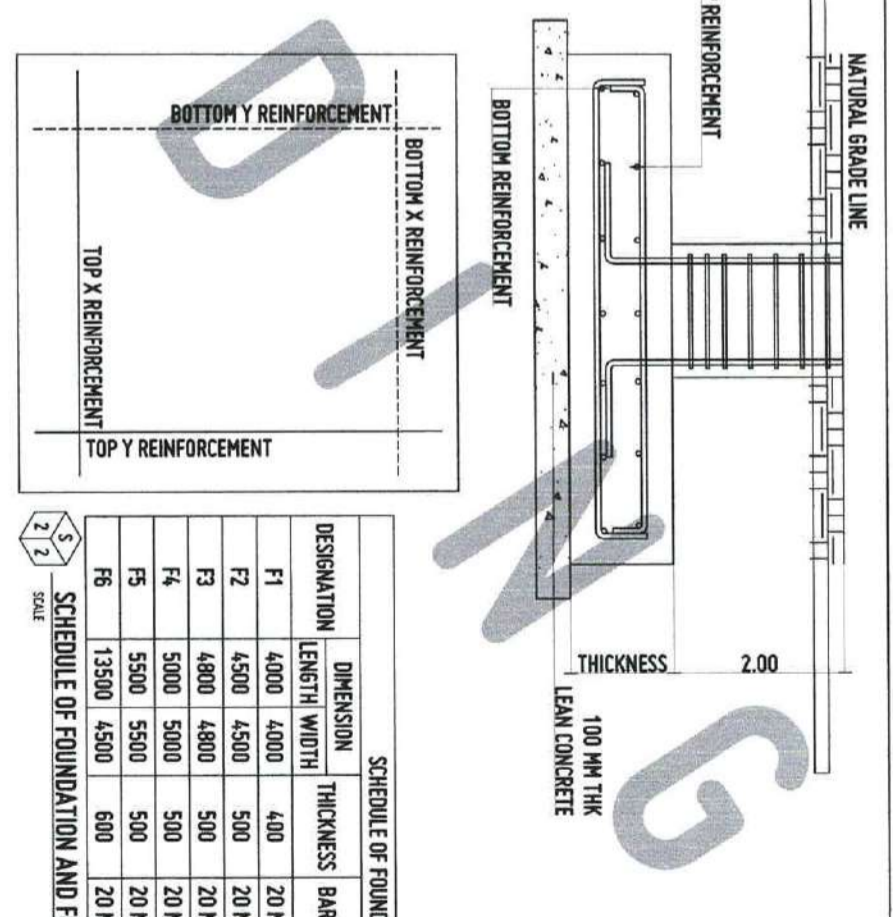 NATURAL GRADE LINE
REINFORCEMENT
BOTTOM REINFORCEMENT
THICKNESS 2.00
100 MM THK
LEAN CONCRETE
BOTTOM Y REINFORCEMENT
BOTTOM X REINFORCEMENT
TOP X REINFORCEMENT
TOP Y REINFORCEMENT
SCHEDULE OF FOUND
DESIGNATION DIMENSION THICKNESS BAR
LENGTH WIDTH
F1 4000 4000 400 20
F2 4500 4500 500 20
F3 4800 4800 500 20
F4 5000 5000 500 20
F5 5500 5500 500 20
F6 13500 4500 600 20
S
2 2
SCHEDULE OF FOUNDATION AND F
SCALE
D I N G